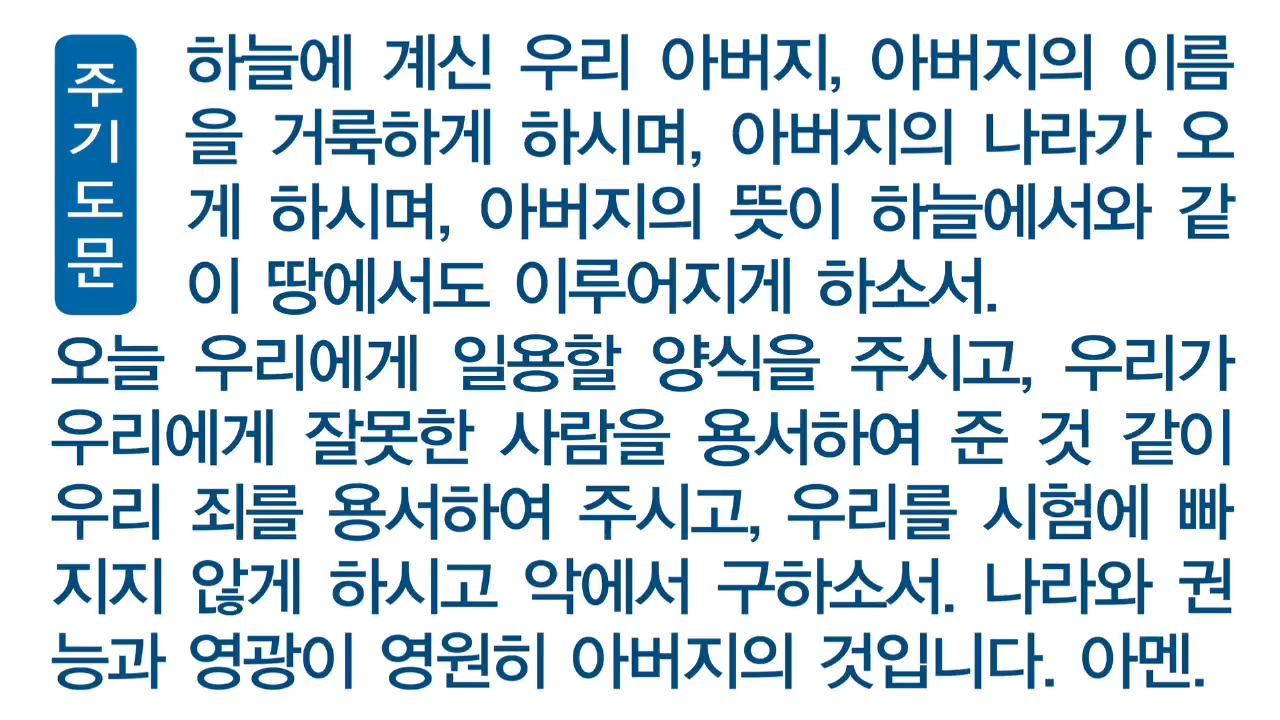 주기도문
하늘에 계신 우리 아버지, 아버지의 이름
을 거룩하게 하시며, 아버지의 나라가 오
게 하시며, 아버지의 뜻이 하늘에서와 같
이 땅에서도 이루어지게 하소서.
오늘 우리에게 일용할 양식을 주시고, 우리가
우리에게 잘못한 사람을 용서하여 준 것 같이
우리 죄를 용서하여 주시고, 우리를 시험에 빠
지지 않게 하시고 악에서 구하소서. 나라와 권
능과 영광이 영원히 아버지의 것입니다. 아멘.